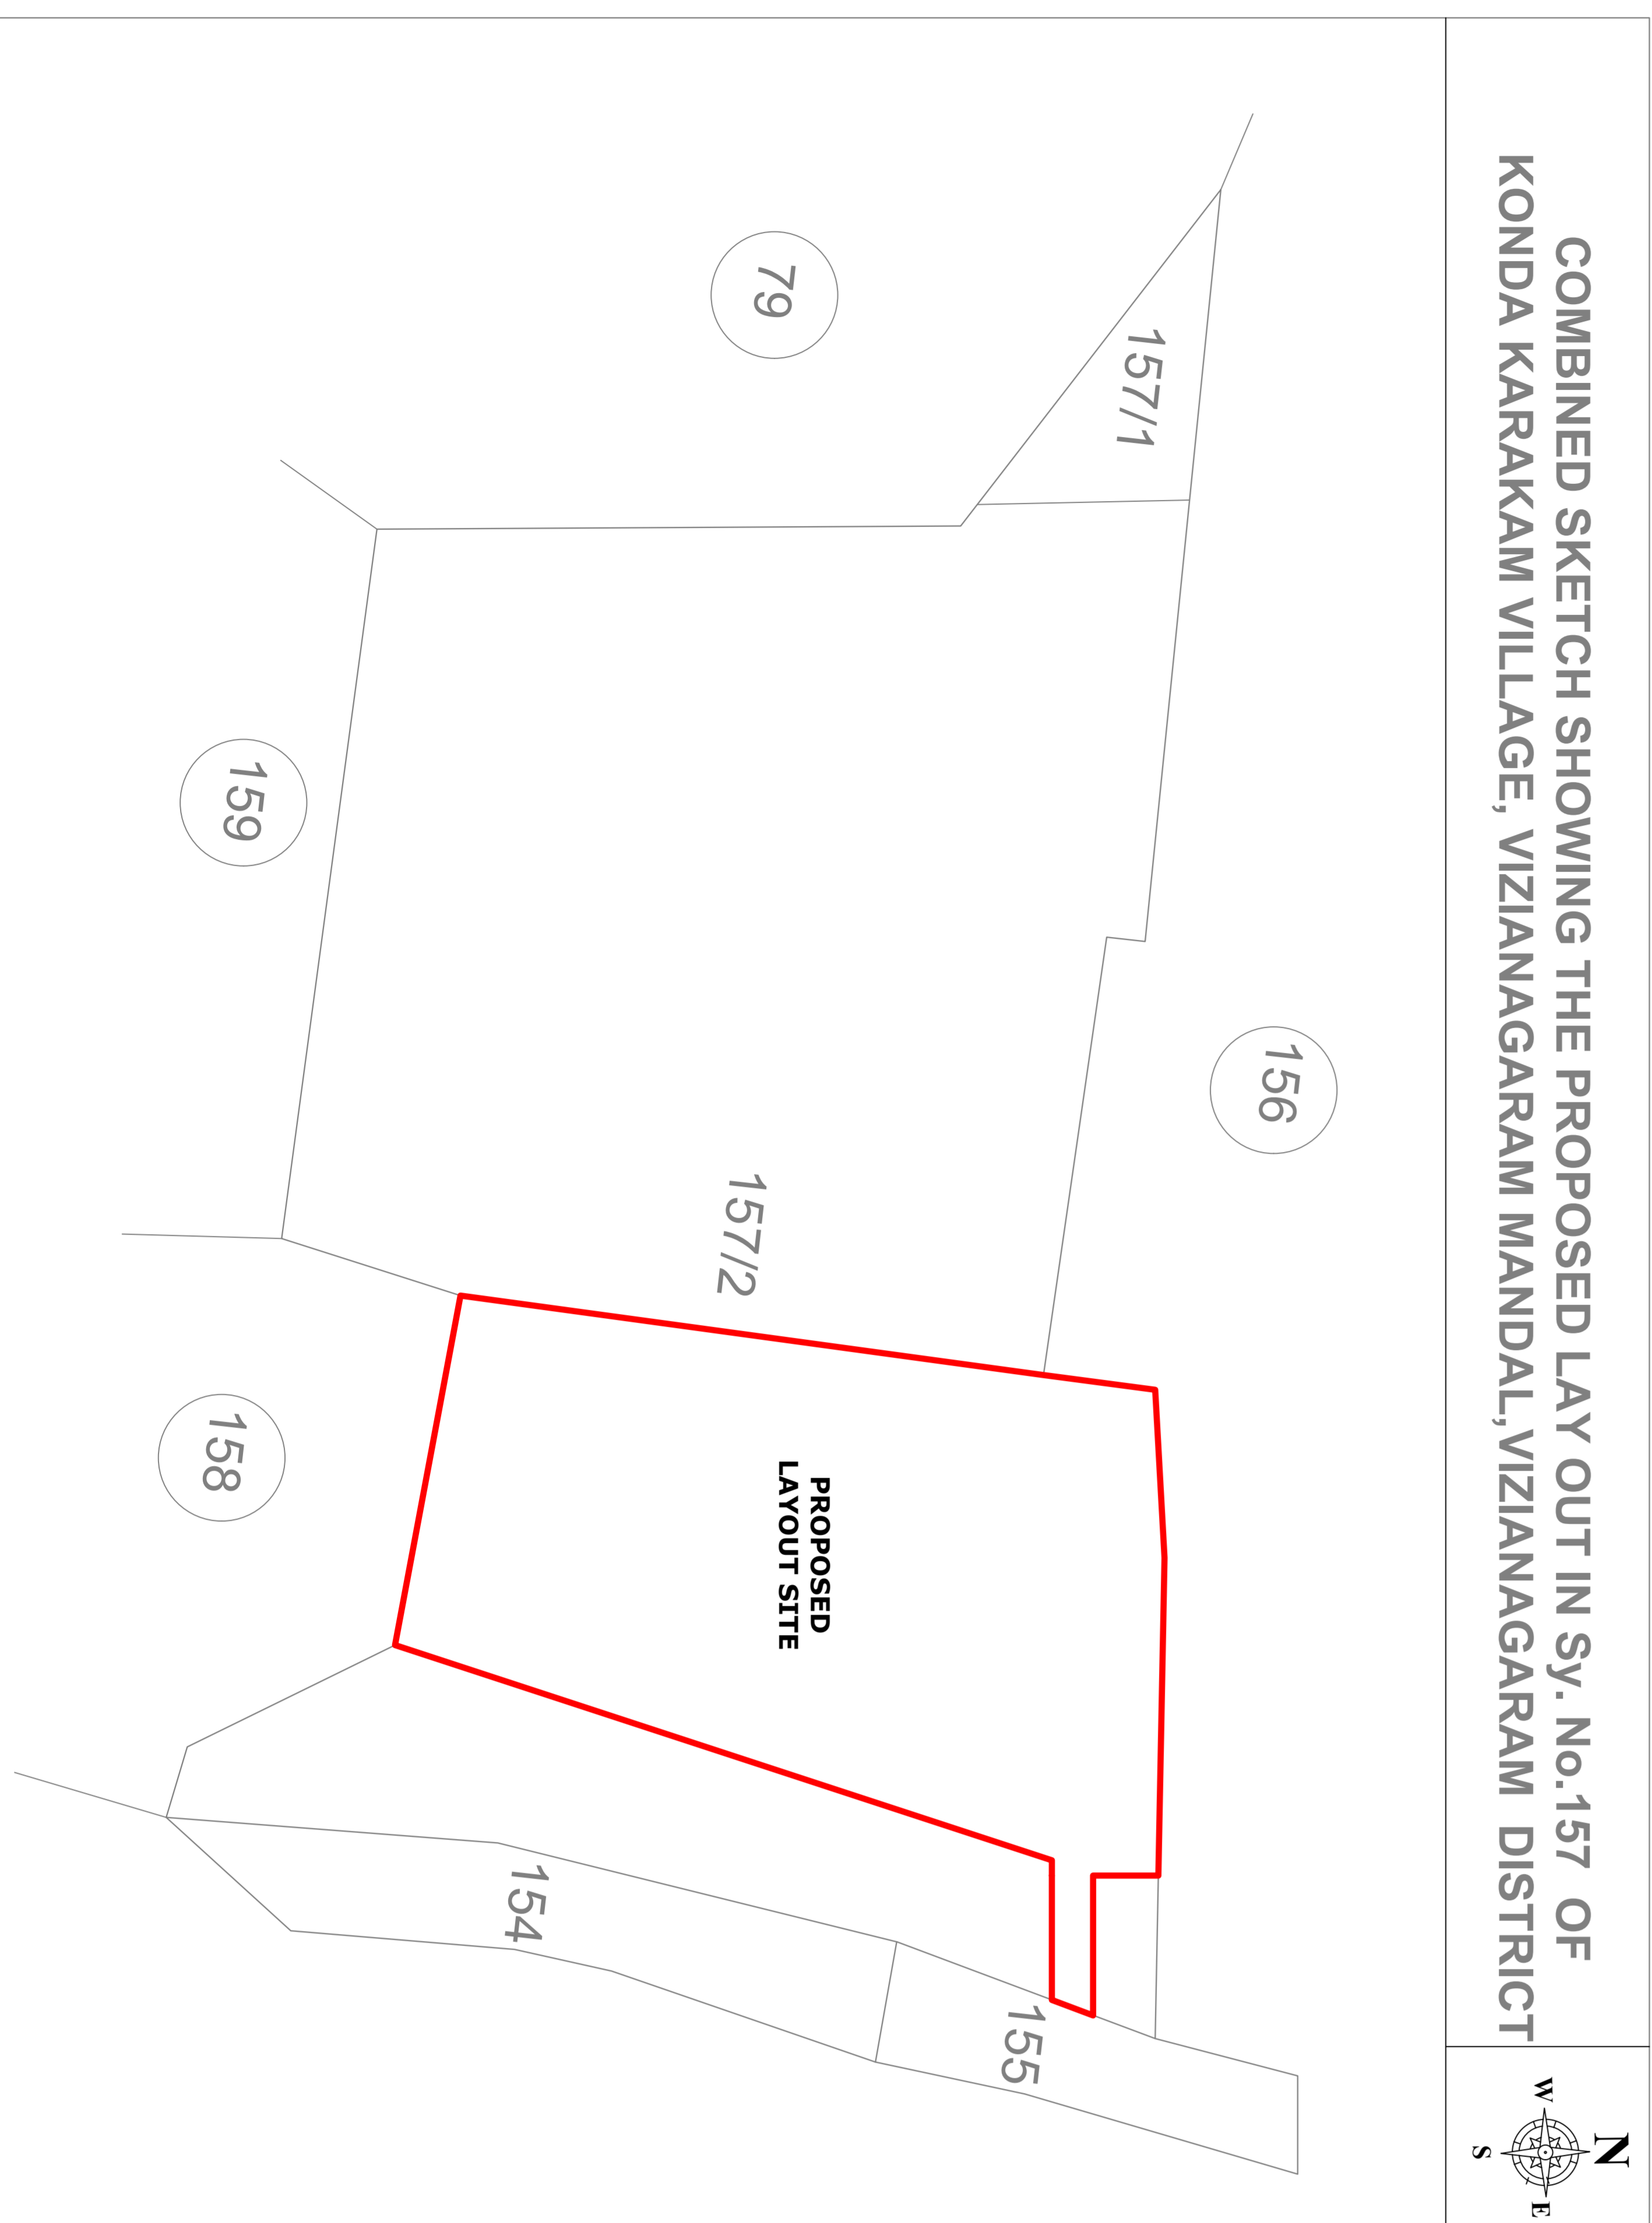 COMBINED SKETCH SHOWING THE PROPOSED LAY OUT IN Sy. No.157 OF
KONDA KARAKAM VILLAGE, VIZIANAGARAM MANDAL,VIZIANAGARAM DISTRICT
N
W
E
S
157/1
156
79
157/2
PROPOSED
LAYOUT SITE
155
154
159
158